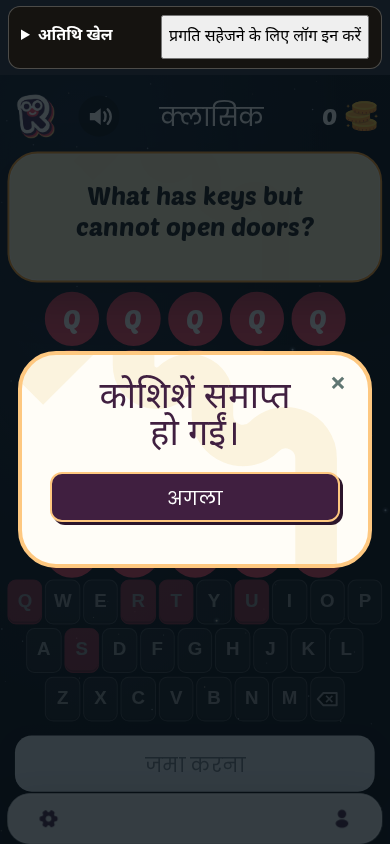 अतिथि खेल
प्रगति सहेजने के लिए लॉग इन करें
क्लासिक
0
What has keys but
cannot open doors?
Q Q Q Q Q
कोशिशें समाप्त
हो गईं।
×
अगला
Q W E R T Y U I O P
A S D F G H J K L
Z X C V B N M
जमा करना